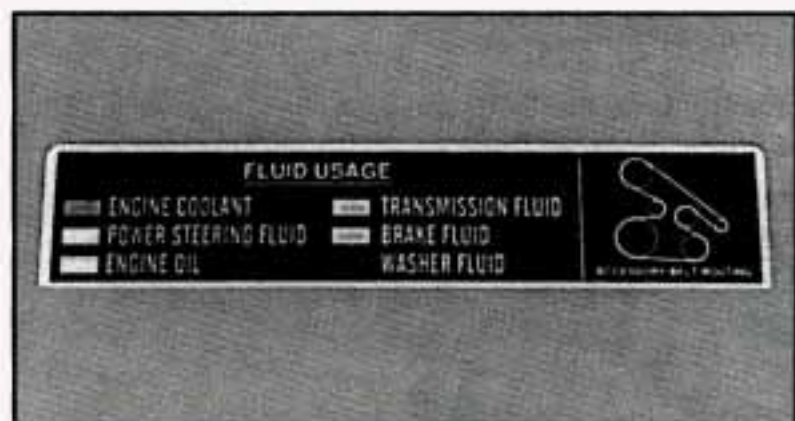 FLUID USAGE
ENGINE COOLANT
POWER STEERING FLUID
ENGINE OIL
TRANSMISSION FLUID
BRAKE FLUID
WASHER FLUID
ACCESSORY BELT ROUTING